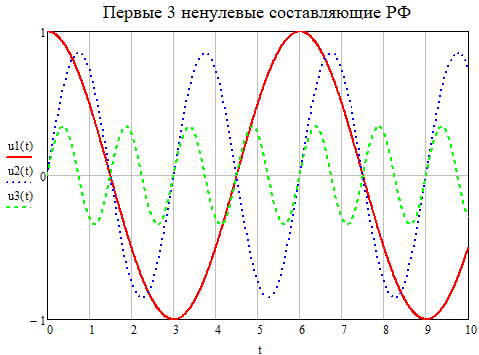 Первые 3 ненулевые составляющие РФ
1
u1(t)
u2(t)
0
u3(t)
−1
0 1 2 3 4 5 6 7 8 9 10
t